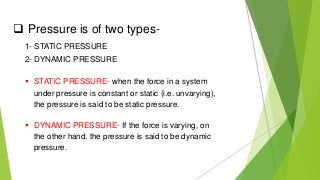 ❑ Pressure is of two types-
1- STATIC PRESSURE
2- DYNAMIC PRESSURE
▪ STATIC PRESSURE- when the force in a system
under pressure is constant or static (i.e. unvarying),
the pressure is said to be static pressure.
▪ DYNAMIC PRESSURE- If the force is varying, on
the other hand, the pressure is said to be dynamic
pressure.